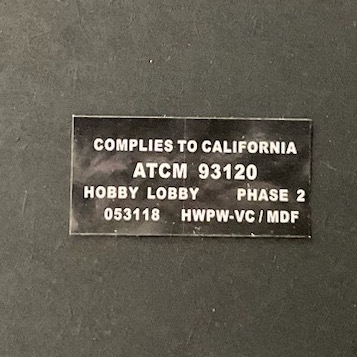 COMPLIES TO CALIFORNIA
ATCM 93120
HOBBY LOBBY PHASE 2
053118 HWPW-VC / MDF